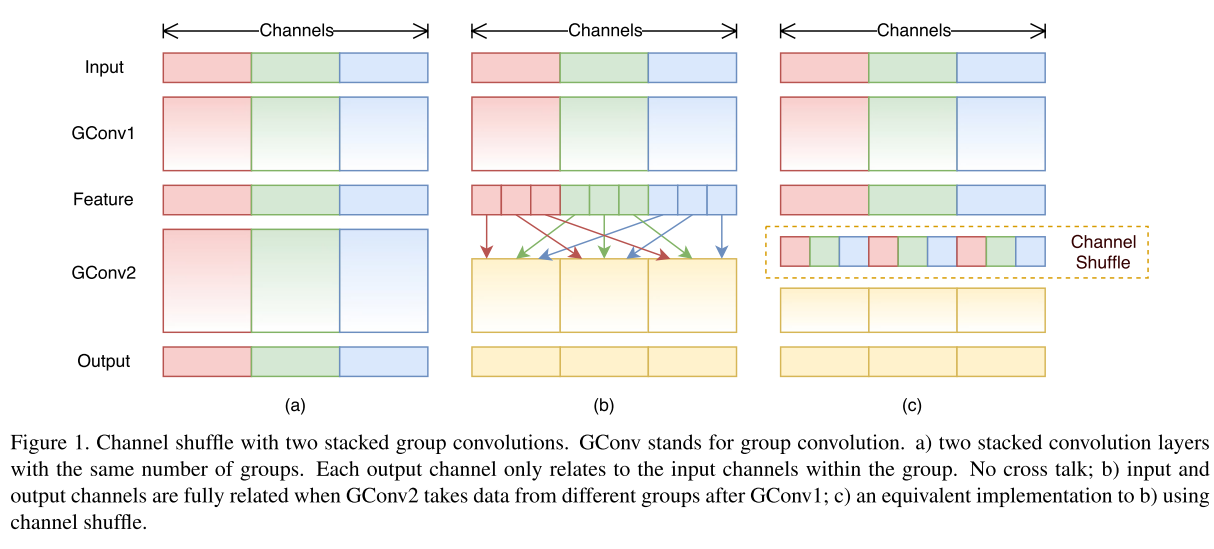 Channels Channels Channels
Input
GConv1
Feature
Channel
Shuffle
GConv2
Output
(a) (b) (c)
Figure 1. Channel shuffle with two stacked group convolutions. GConv stands for group convolution. a) two stacked convolution layers
with the same number of groups. Each output channel only relates to the input channels within the group. No cross talk; b) input and
output channels are fully related when GConv2 takes data from different groups after GConv1; c) an equivalent implementation to b) using
channel shuffle.